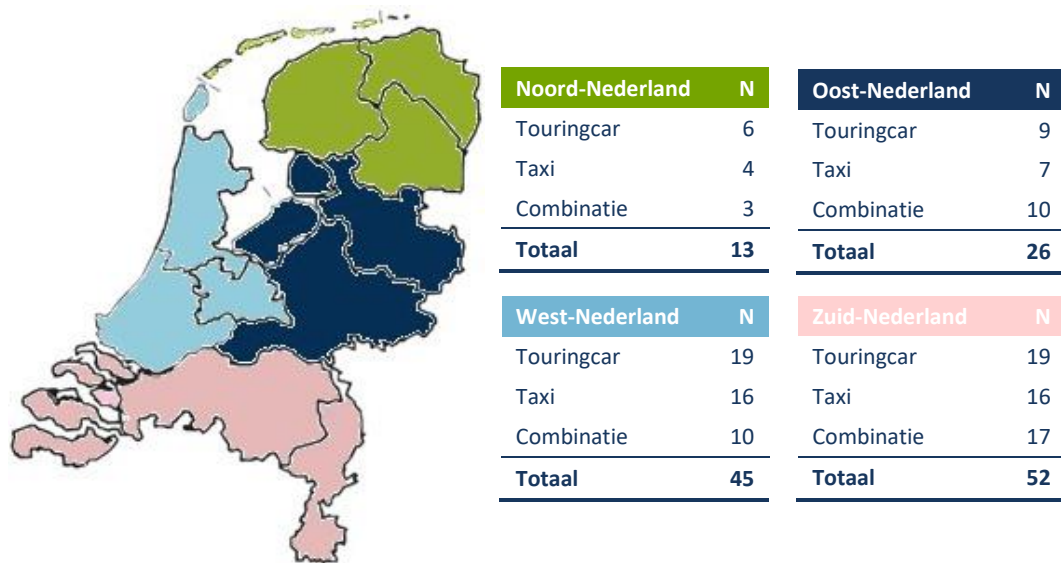 Noord-Nederland N
Touringcar 6
Taxi 4
Combinatie 3
Totaal 13
Oost-Nederland N
Touringcar 9
Taxi 7
Combinatie 10
Totaal 26
West-Nederland N
Touringcar 19
Taxi 16
Combinatie 10
Totaal 45
Zuid-Nederland N
Touringcar 19
Taxi 16
Combinatie 17
Totaal 52